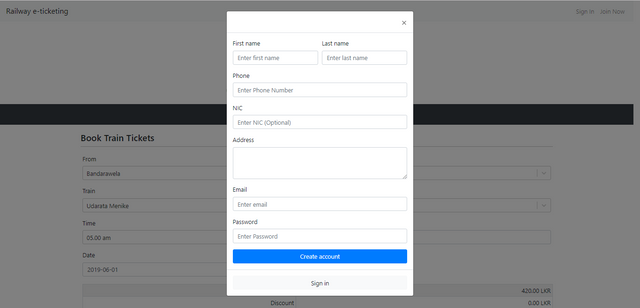 Railway e-ticketing
Sign In Join Now
×
First name Last name
Enter first name Enter last name
Phone
Enter Phone Number
NIC
Enter NIC (Optional)
Address
Email
Enter email
Password
Enter Password
Create account
Sign in
Book Train Tickets
From
Bandarawela
Train
Udarata Menike
Time
05.00 am
Date
2019-06-01
420.00 LKR
Discount 0.00 LKR